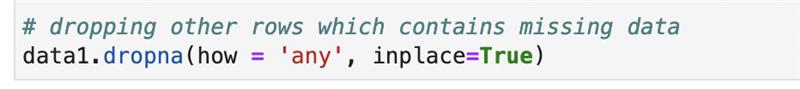 # dropping other rows which contains missing data
data1.dropna(how = 'any', inplace=True)